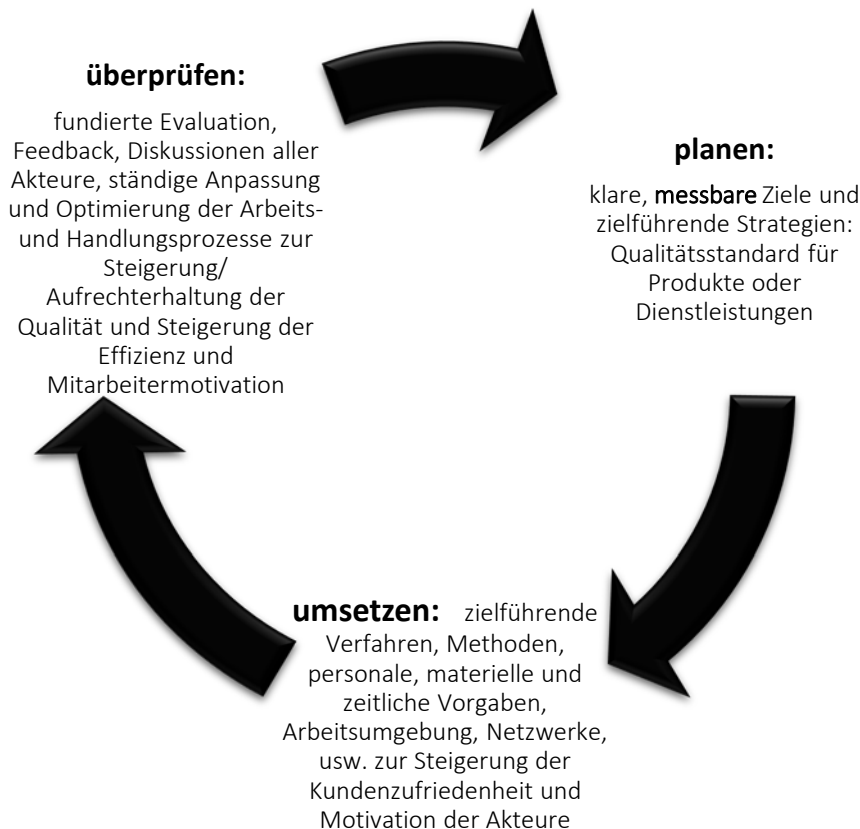 überprüfen:
fundierte Evaluation,
Feedback, Diskussionen aller
Akteure, ständige Anpassung
und Optimierung der Arbeits-
und Handlungsprozesse zur
Steigerung/
Aufrechterhaltung der
Qualität und Steigerung der
Effizienz und
Mitarbeitermotivation
planen:
klare, messbare Ziele und
zielführende Strategien:
Qualitätsstandard für
Produkte oder
Dienstleistungen
umsetzen: zielführende
Verfahren, Methoden,
personale, materielle und
zeitliche Vorgaben,
Arbeitsumgebung, Netzwerke,
usw. zur Steigerung der
Kundenzufriedenheit und
Motivation der Akteure